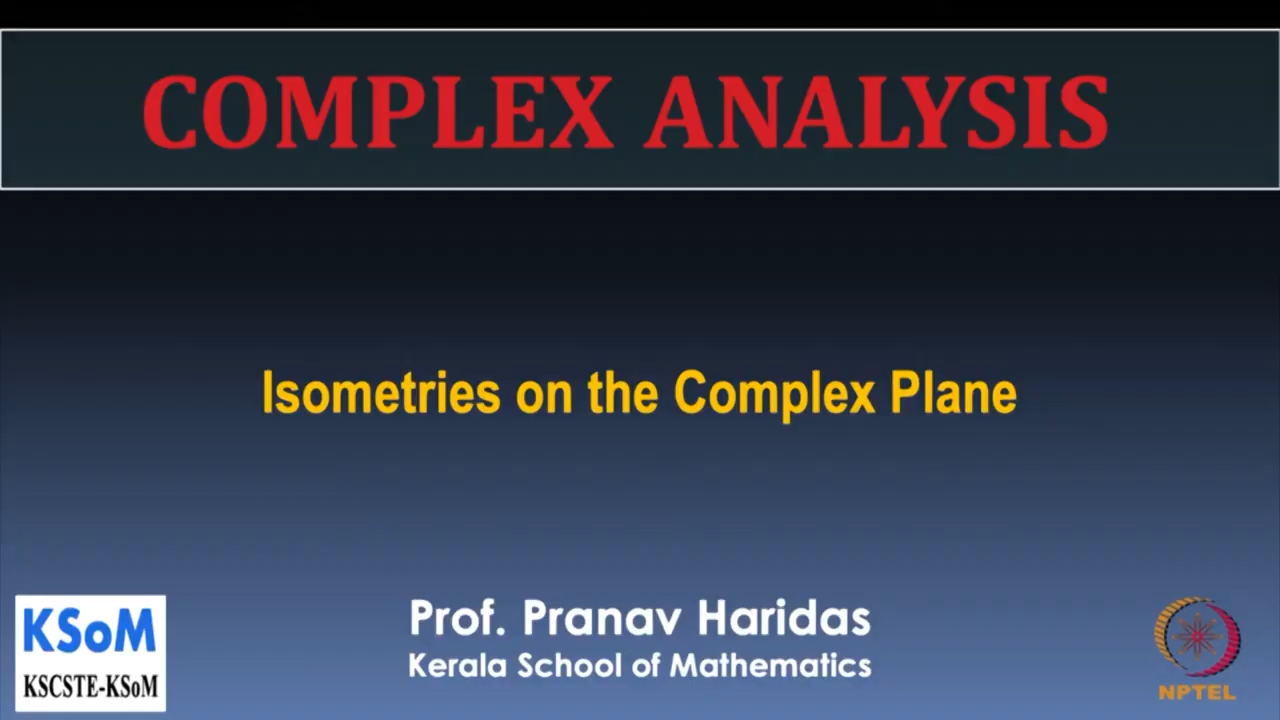 COMPLEX ANALYSIS
Isometries on the Complex Plane
Prof. Pranav Haridas
Kerala School of Mathematics
KSoM
KSCSTE-KSoM
NPTEL